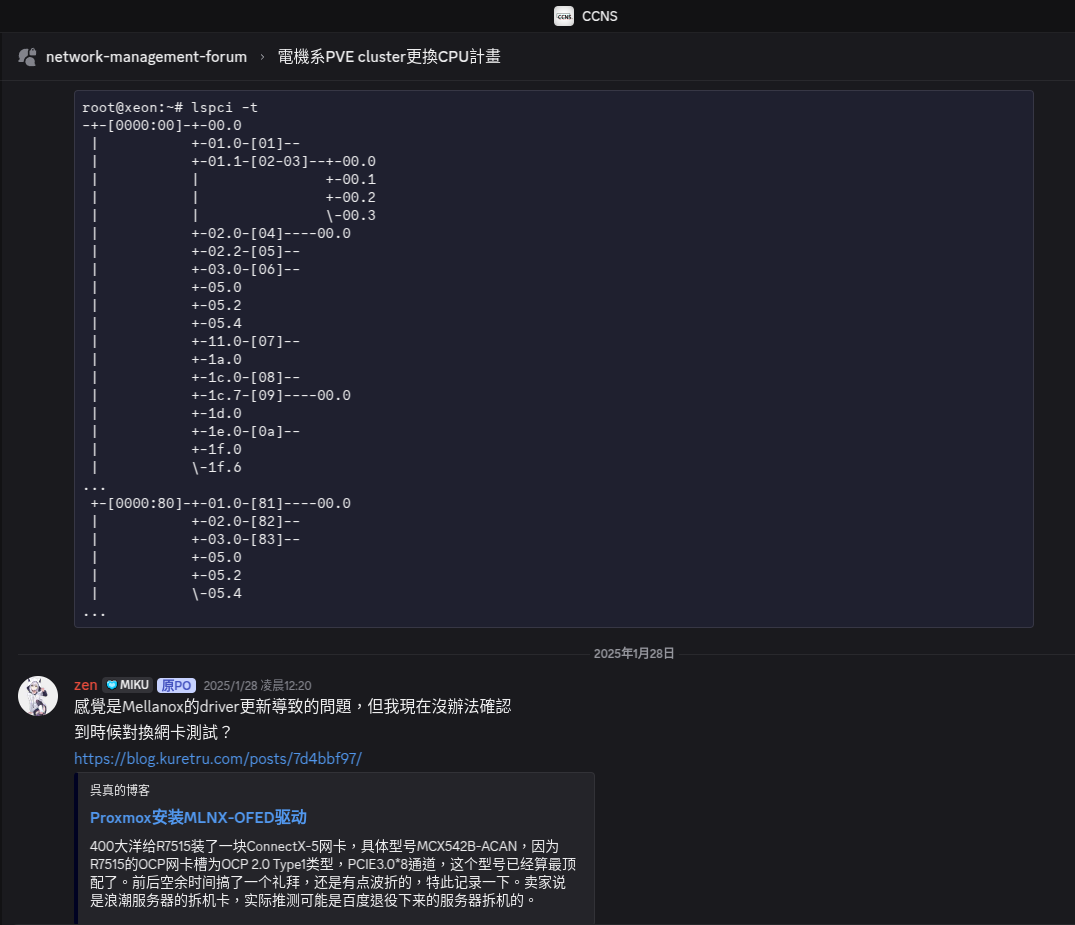 CCNS
network-management-forum › 電機系PVE cluster更換CPU計畫
root@xeon:~# lspci -t
-+-[0000:00]-+-00.0
 |           +-01.0-[01]--
 |           +-01.1-[02-03]--+-00.0
 |           |               +-00.1
 |           |               +-00.2
 |           |               \-00.3
 |           +-02.0-[04]----00.0
 |           +-02.2-[05]--
 |           +-03.0-[06]--
 |           +-05.0
 |           +-05.2
 |           +-05.4
 |           +-11.0-[07]--
 |           +-1a.0
 |           +-1c.0-[08]--
 |           +-1c.7-[09]----00.0
 |           +-1d.0
 |           +-1e.0-[0a]--
 |           +-1f.0
 |           \-1f.6
...
 +-[0000:80]-+-01.0-[81]----00.0
 |           +-02.0-[82]--
 |           +-03.0-[83]--
 |           +-05.0
 |           +-05.2
 |           \-05.4
...
2025年1月28日
zen MIKU 原PO 2025/1/28 凌晨12:20
感覺是Mellanox的driver更新導致的問題，但我現在沒辦法確認
到時候對換網卡測試？
https://blog.kuretru.com/posts/7d4bbf97/
呉真的博客
Proxmox安装MLNX-OFED驱动
400大洋给R7515装了一块ConnectX-5网卡，具体型号MCX542B-ACAN，因为
R7515的OCP网卡槽为OCP 2.0 Type1类型，PCIE3.0*8通道，这个型号已经算最顶
配了。前后空余时间搞了一个礼拜，还是有点波折的，特此记录一下。卖家说
是浪潮服务器的拆机卡，实际推测可能是百度退役下来的服务器拆机的。